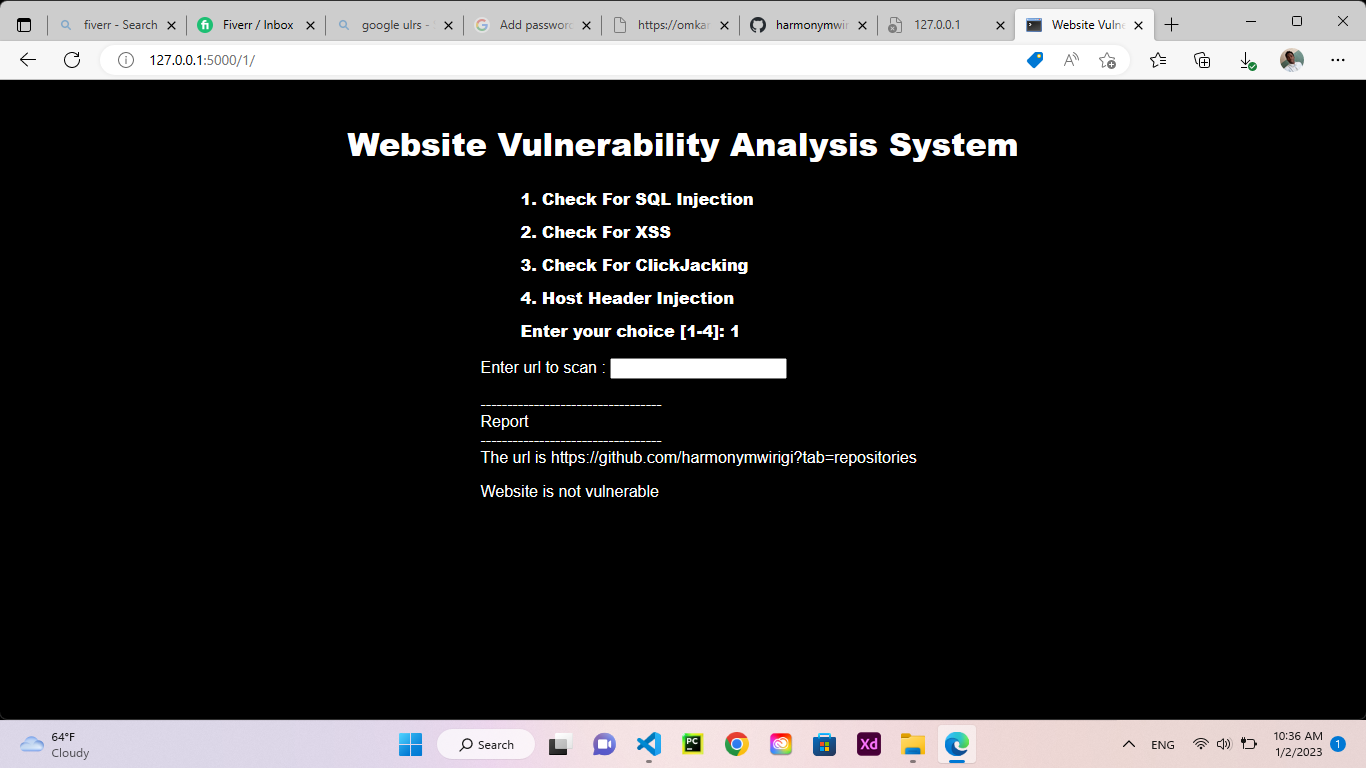 fiverr - Search
Fiverr / Inbox
google ulrs -
Add password
https://omkar
harmonymwir
127.0.0.1
Website Vulne
127.0.0.1:5000/1/
Website Vulnerability Analysis System
1. Check For SQL Injection
2. Check For XSS
3. Check For ClickJacking
4. Host Header Injection
Enter your choice [1-4]: 1
Enter url to scan :
----------------------------------
Report
----------------------------------
The url is https://github.com/harmonymwirigi?tab=repositories
Website is not vulnerable
64°F
Cloudy
Search
PC
Xd
ENG
10:36 AM
1/2/2023
1